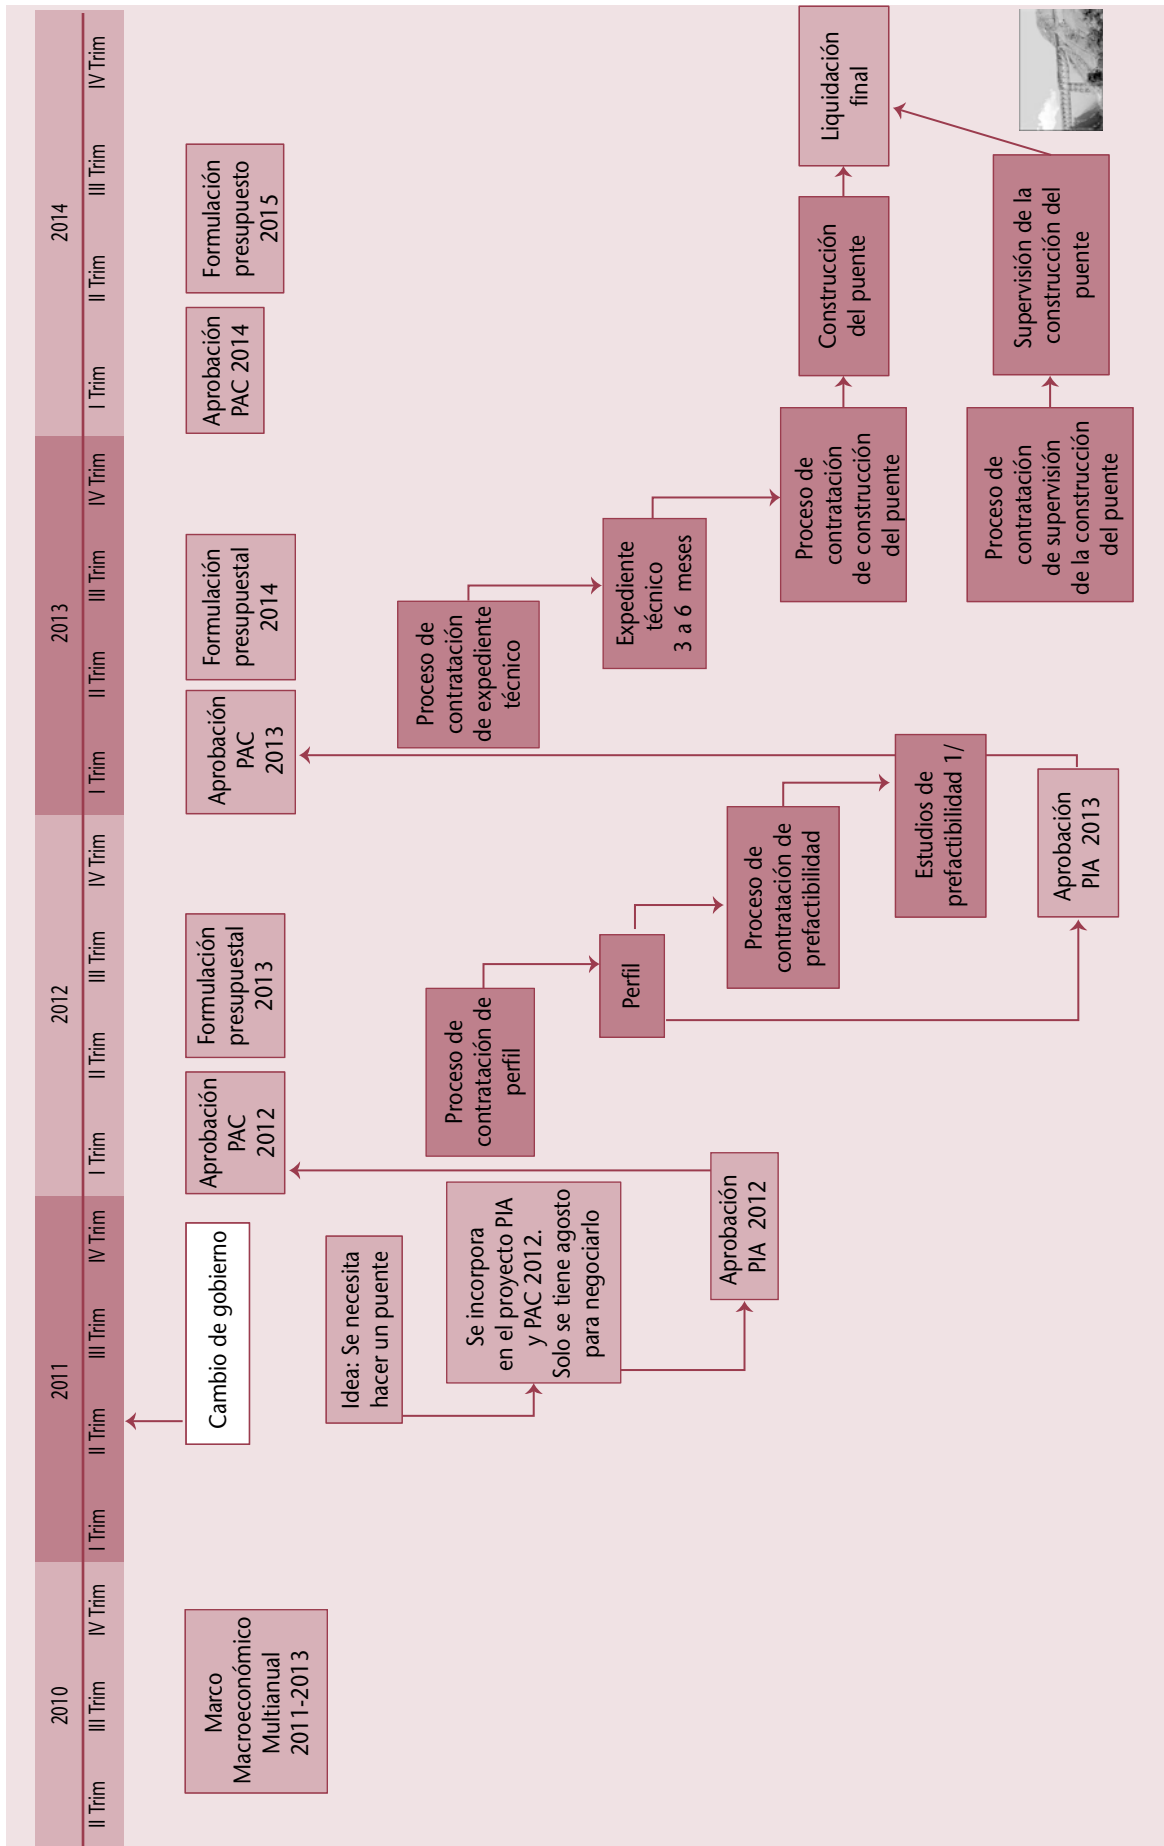 2010
2011
2012
2013
2014
II Trim
III Trim
IV Trim
I Trim
II Trim
III Trim
IV Trim
I Trim
II Trim
III Trim
IV Trim
I Trim
II Trim
III Trim
IV Trim
I Trim
II Trim
III Trim
IV Trim
Marco
Macroeconómico
Multianual
2011-2013
Cambio de gobierno
Aprobación
PAC
2012
Formulación
presupuestal
2013
Aprobación
PAC
2013
Formulación
presupuestal
2014
Aprobación
PAC 2014
Formulación
presupuesto
2015
Idea: Se necesita
hacer un puente
Se incorpora
en el proyecto PIA
y PAC 2012.
Solo se tiene agosto
para negociarlo
Aprobación
PIA 2012
Proceso de
contratación de
perfil
Perfil
Proceso de
contratación de
prefactibilidad
Estudios de
prefactibilidad 1/
Aprobación
PIA 2013
Proceso de
contratación
de expediente
técnico
Expediente
técnico
3 a 6 meses
Proceso de
contratación
de construcción
del puente
Construcción
del puente
Liquidación
final
Proceso de
contratación
de supervisión
de la construcción
del puente
Supervisión de la
construcción del
puente